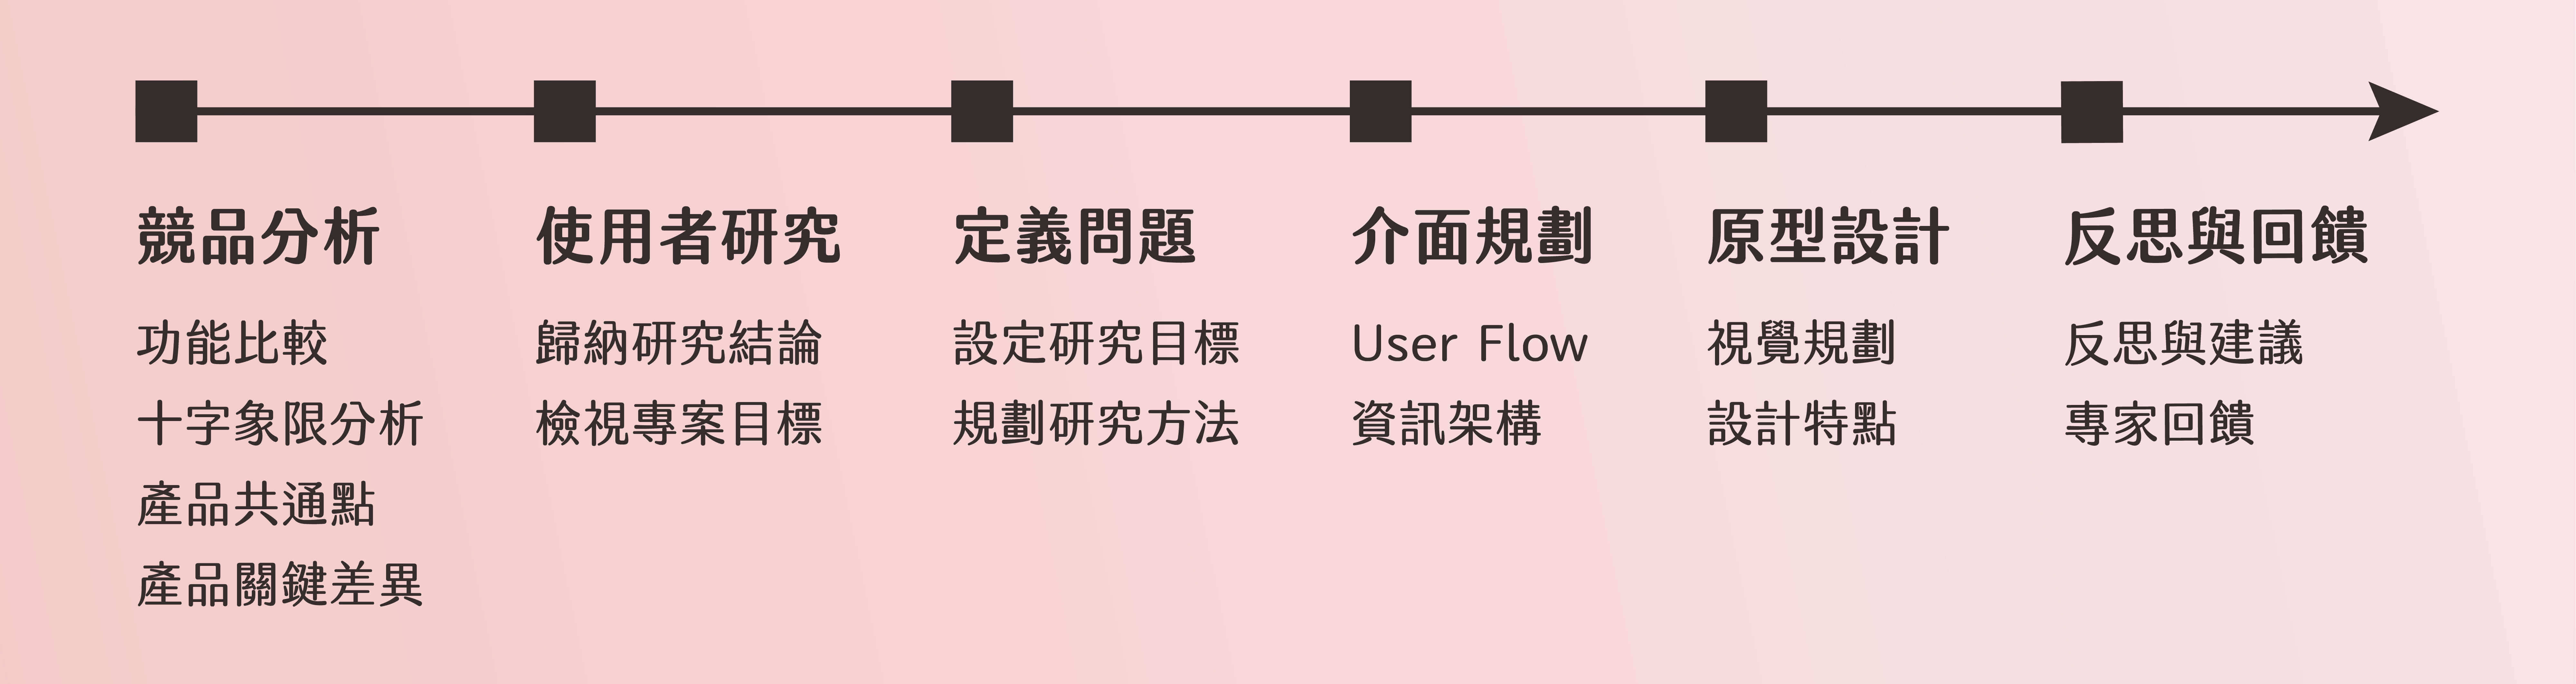 競品分析
功能比較
十字象限分析
產品共通點
產品關鍵差異
使用者研究
歸納研究結論
檢視專案目標
定義問題
設定研究目標
規劃研究方法
介面規劃
User Flow
資訊架構
原型設計
視覺規劃
設計特點
反思與回饋
反思與建議
專家回饋